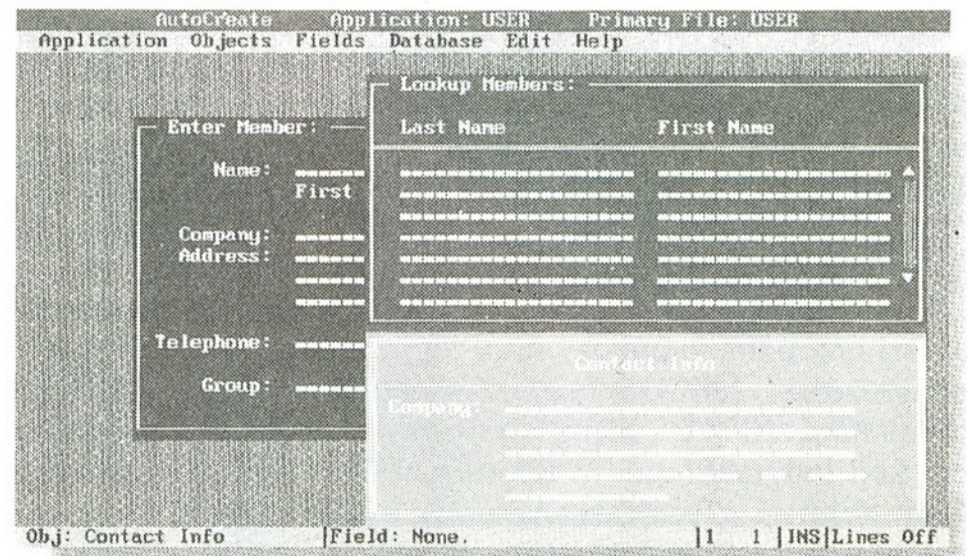 AutoCreate Application: USER Primary File: USER
Application Objects Fields Database Edit Help
Lookup Members:
Last Name First Name
Enter Member:
Name:
First
Company:
Address:
Telephone:
Group:
Contact Info
Company:
Obj: Contact Info |Field: None. |1 1 |INS|Lines Off